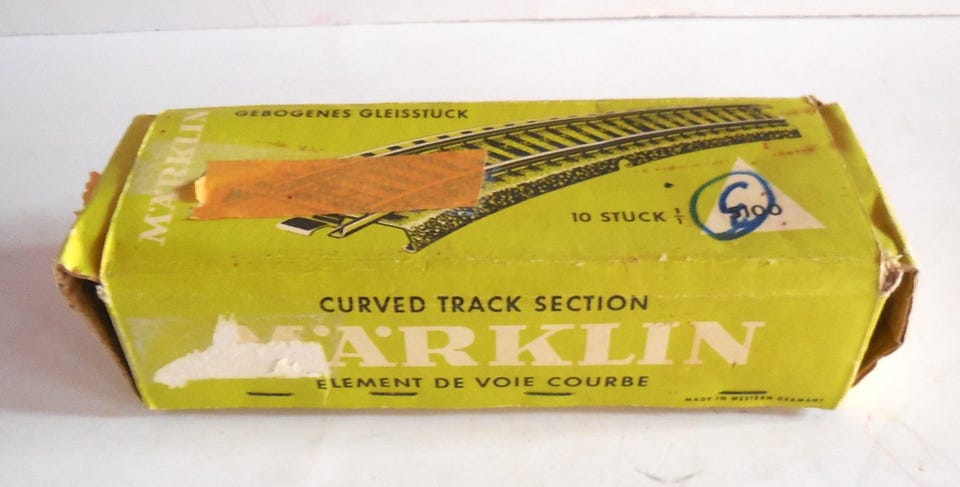 GEBOGENES GLEISSTUCK
MÄRKLIN
10 STUCK 1/1
5100
CURVED TRACK SECTION
MÄRKLIN
ELEMENT DE VOIE COURBE
MADE IN WESTERN GERMANY